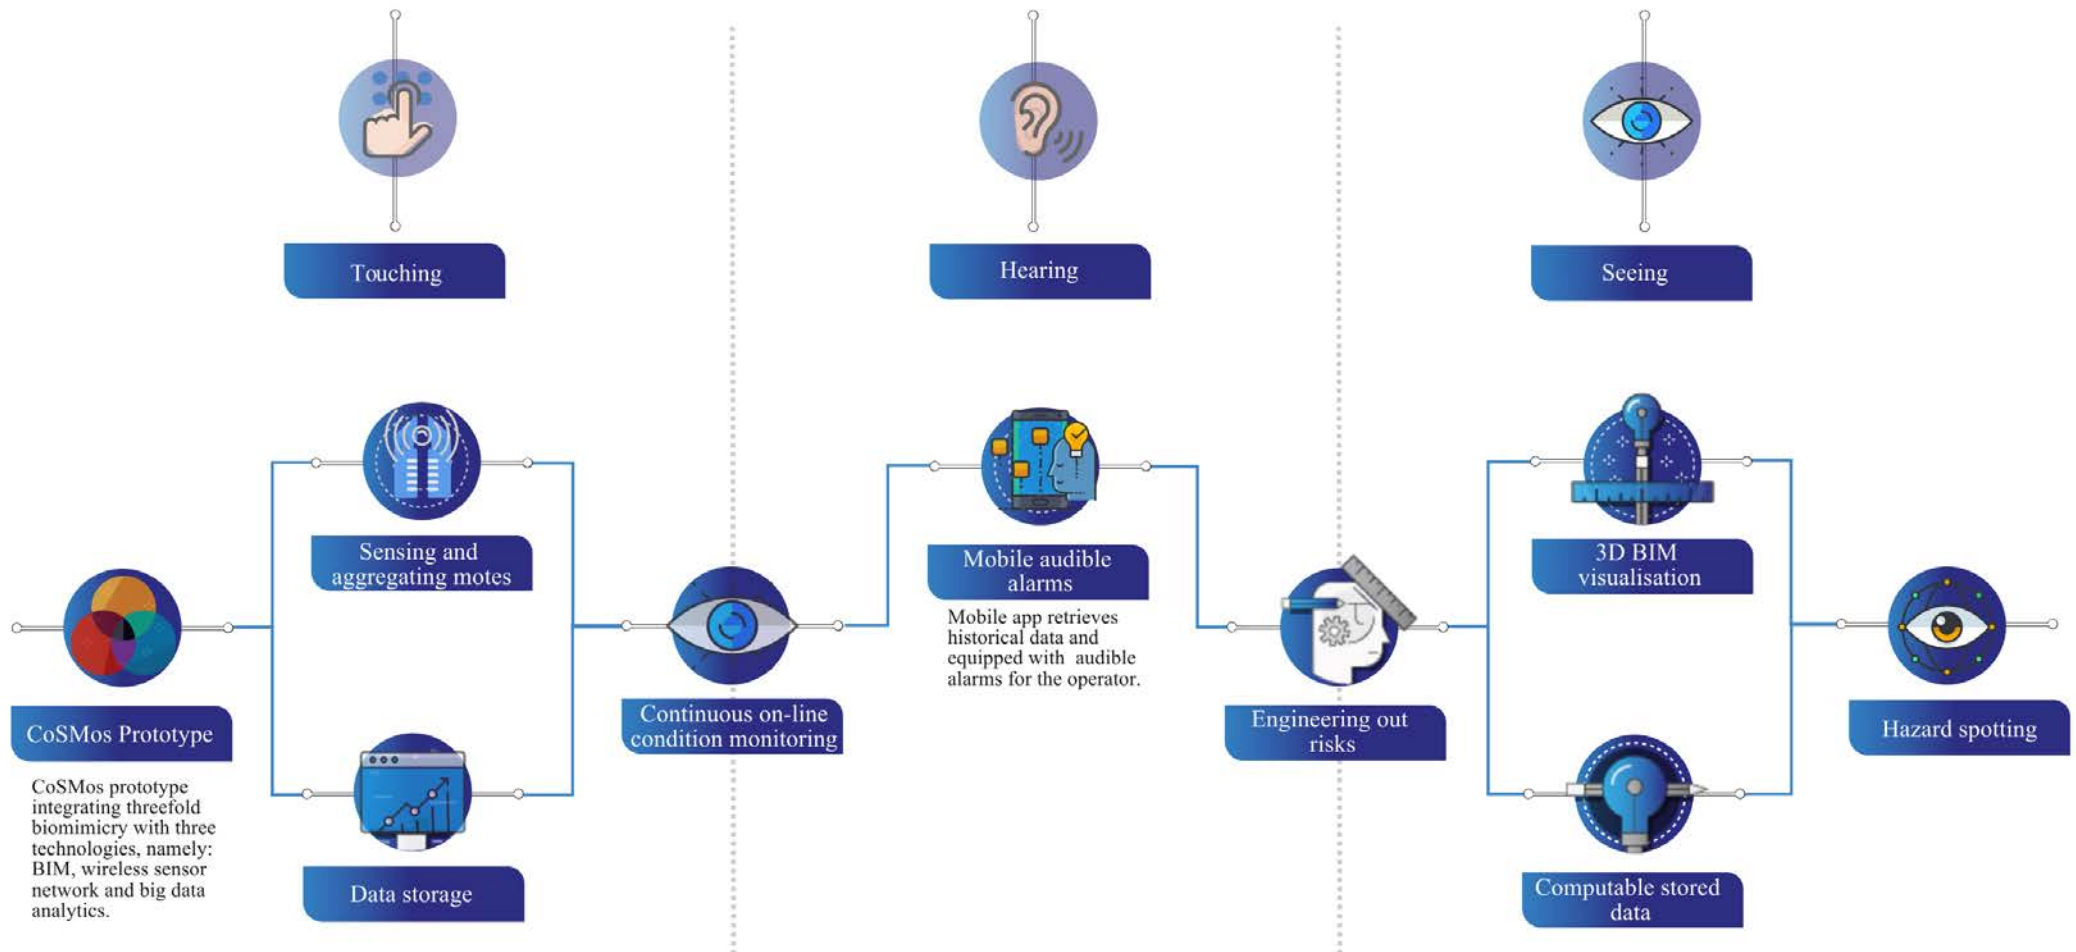 Touching
Hearing
Seeing
Sensing and
aggregating motes
Mobile audible
alarms
Mobile app retrieves
historical data and
equipped with audible
alarms for the operator.
3D BIM
visualisation
CoSMos Prototype
CoSMos prototype
integrating threefold
biomimicry with three
technologies, namely:
BIM, wireless sensor
network and big data
analytics.
Continuous on-line
condition monitoring
Engineering out
risks
Hazard spotting
Data storage
Computable stored
data